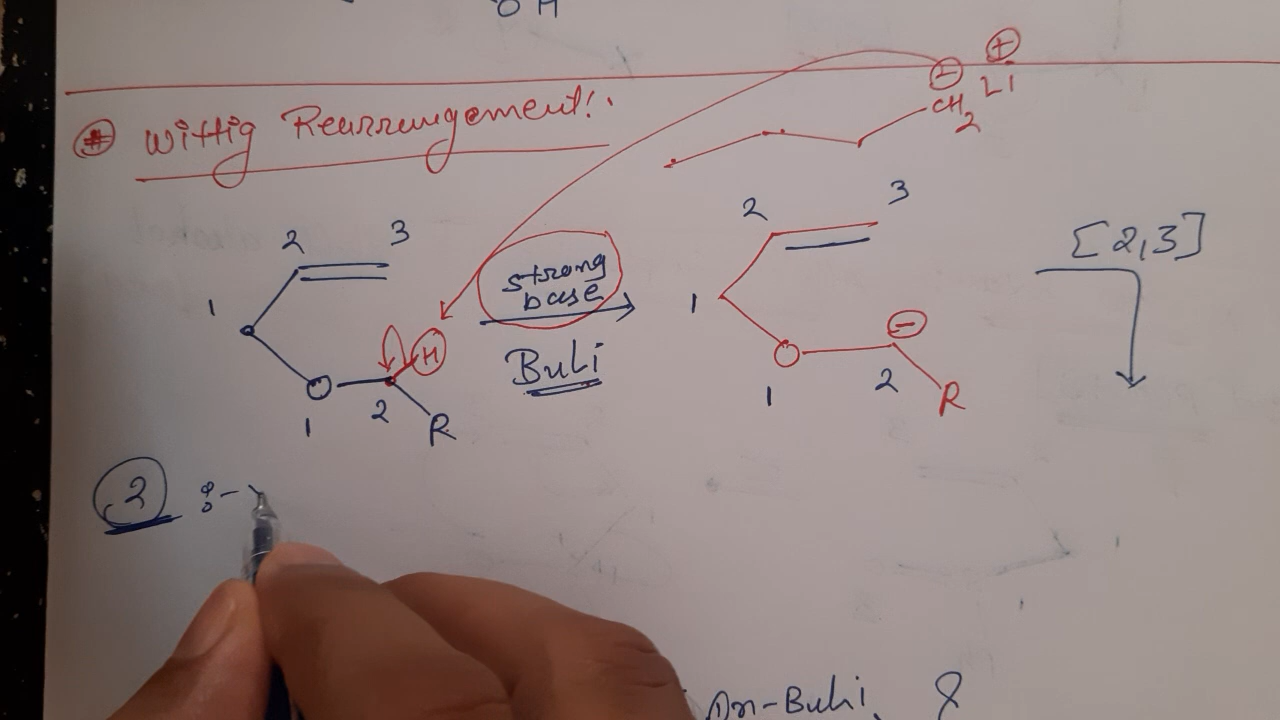 OH
⊕
⊖ Li
CH2
# Wittig Rearrangement!.
2 3
1
H
O
1 2 R
strong
base
BuLi
2 3
1
⊖
O
1 2 R
[2,3]
2 :-
n-BuLi,